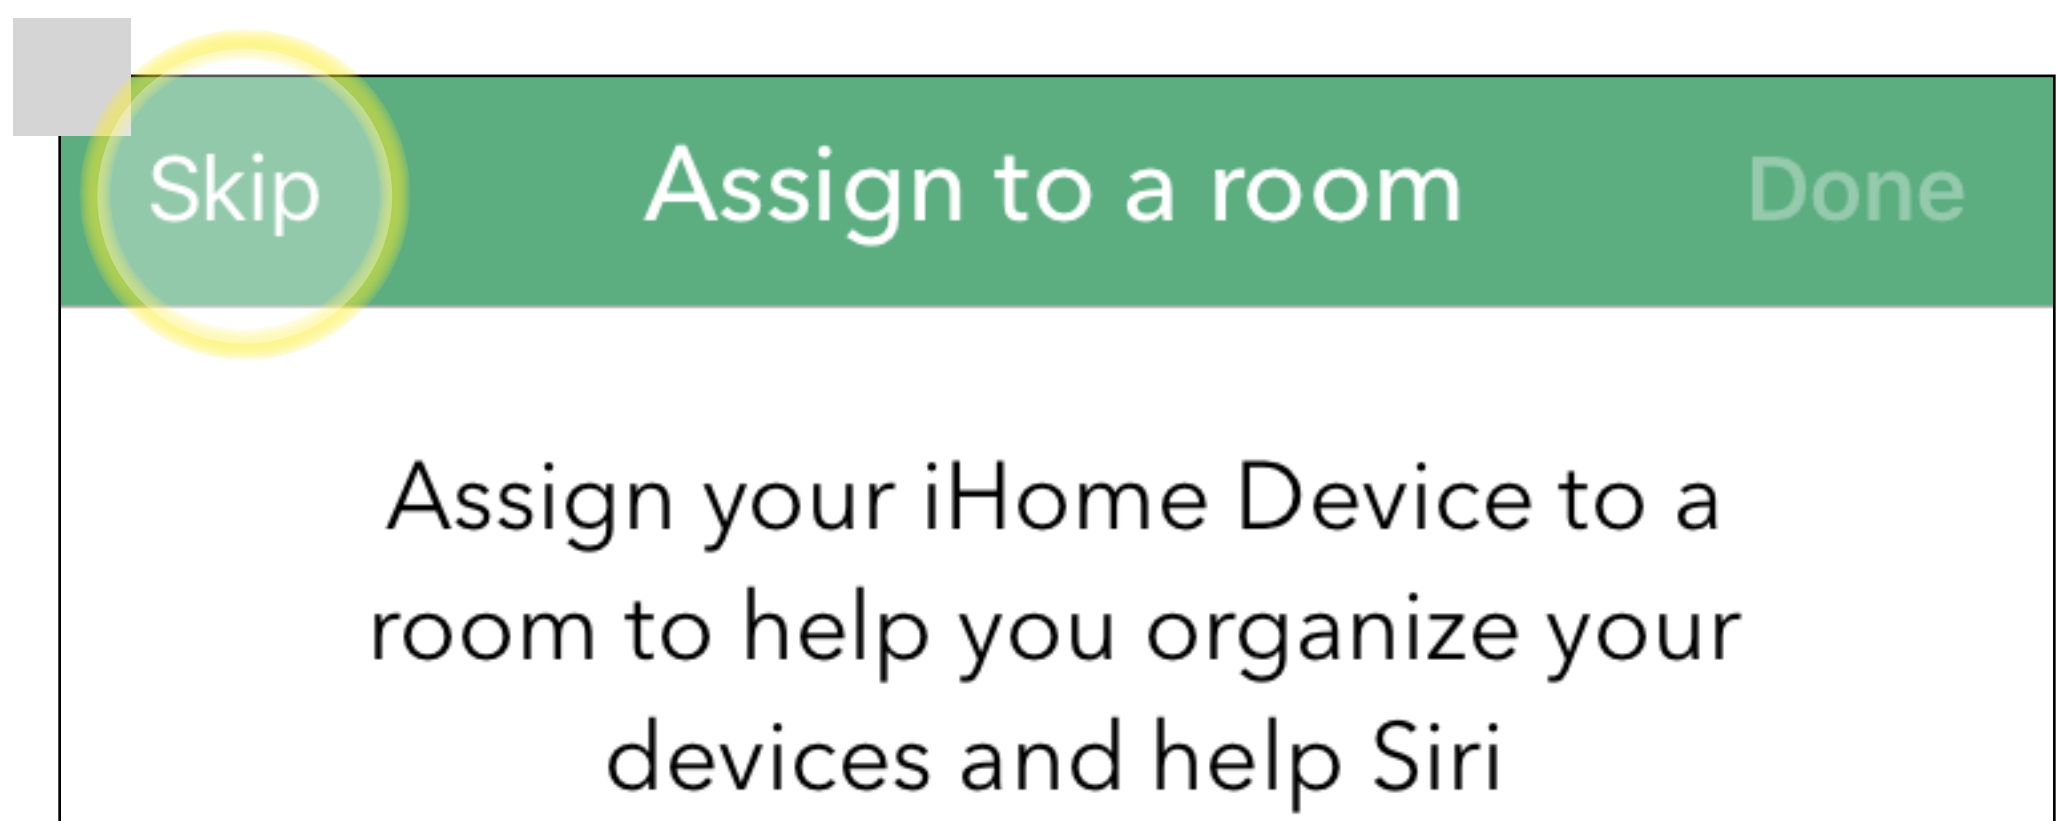 Skip Assign to a room Done
Assign your iHome Device to a
room to help you organize your
devices and help Siri